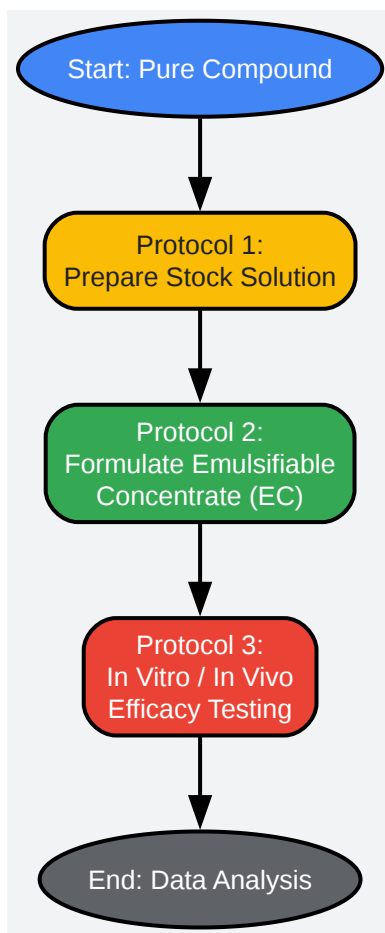 Start: Pure Compound
Protocol 1:
Prepare Stock Solution
Protocol 2:
Formulate Emulsifiable
Concentrate (EC)
Protocol 3:
In Vitro / In Vivo
Efficacy Testing
End: Data Analysis